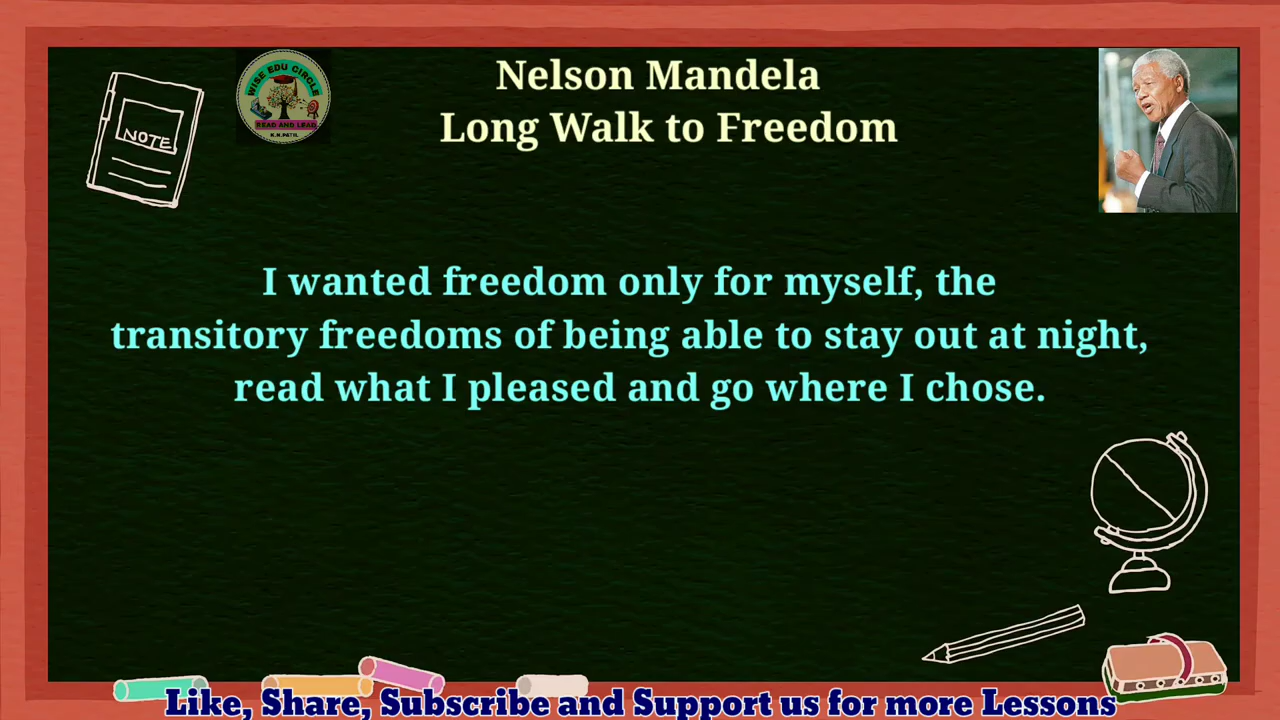 Nelson Mandela
Long Walk to Freedom
WISE EDU CIRCLE
READ AND LEAD
NOTE
I wanted freedom only for myself, the
transitory freedoms of being able to stay out at night,
read what I pleased and go where I chose.
Like, Share, Subscribe and Support us for more Lessons